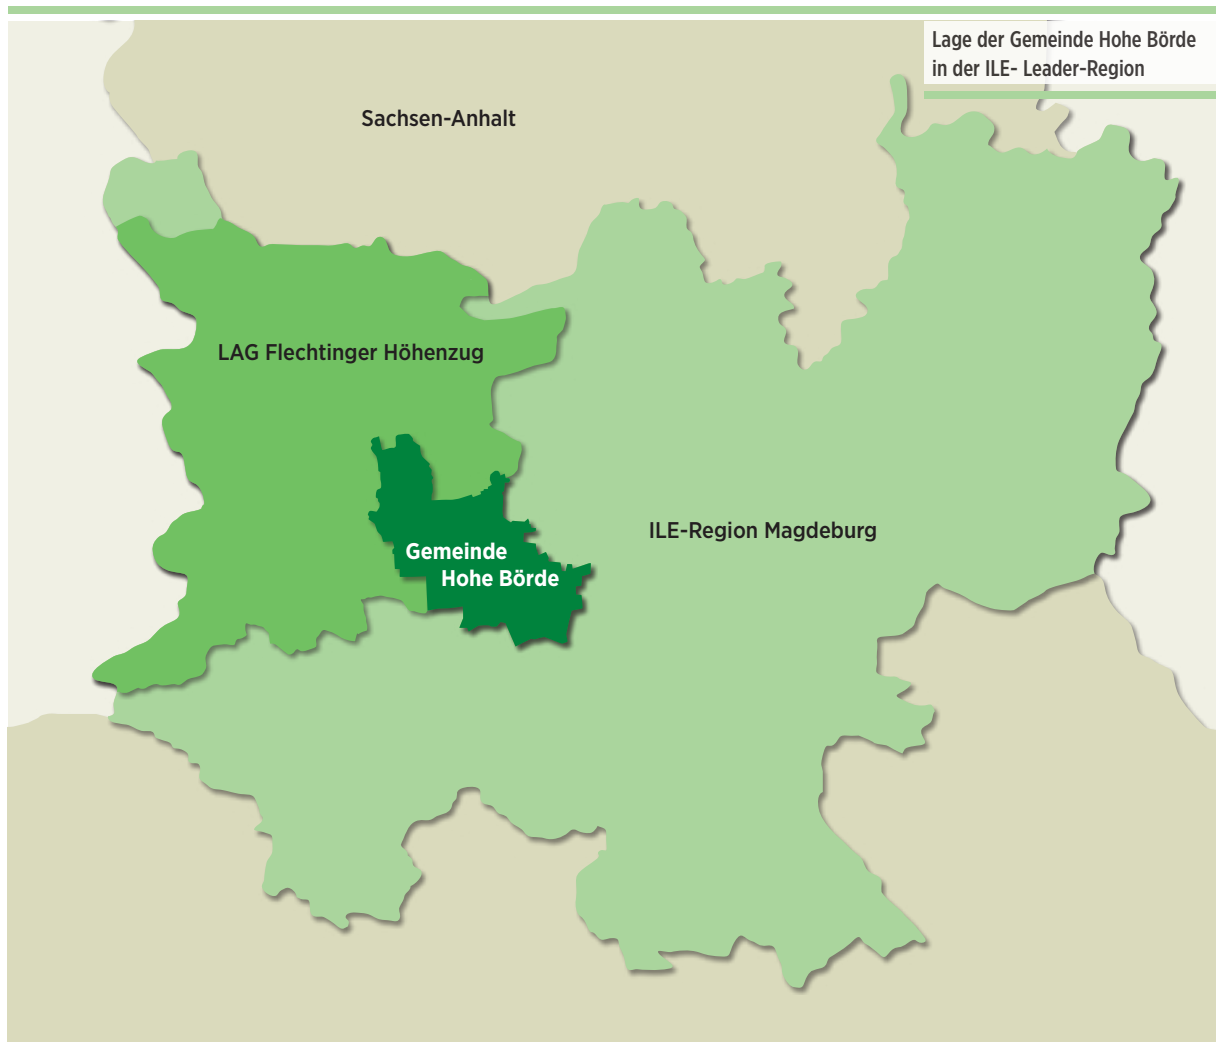 Lage der Gemeinde Hohe Börde
in der ILE- Leader-Region
Sachsen-Anhalt
LAG Flechtinger Höhenzug
ILE-Region Magdeburg
Gemeinde
Hohe Börde